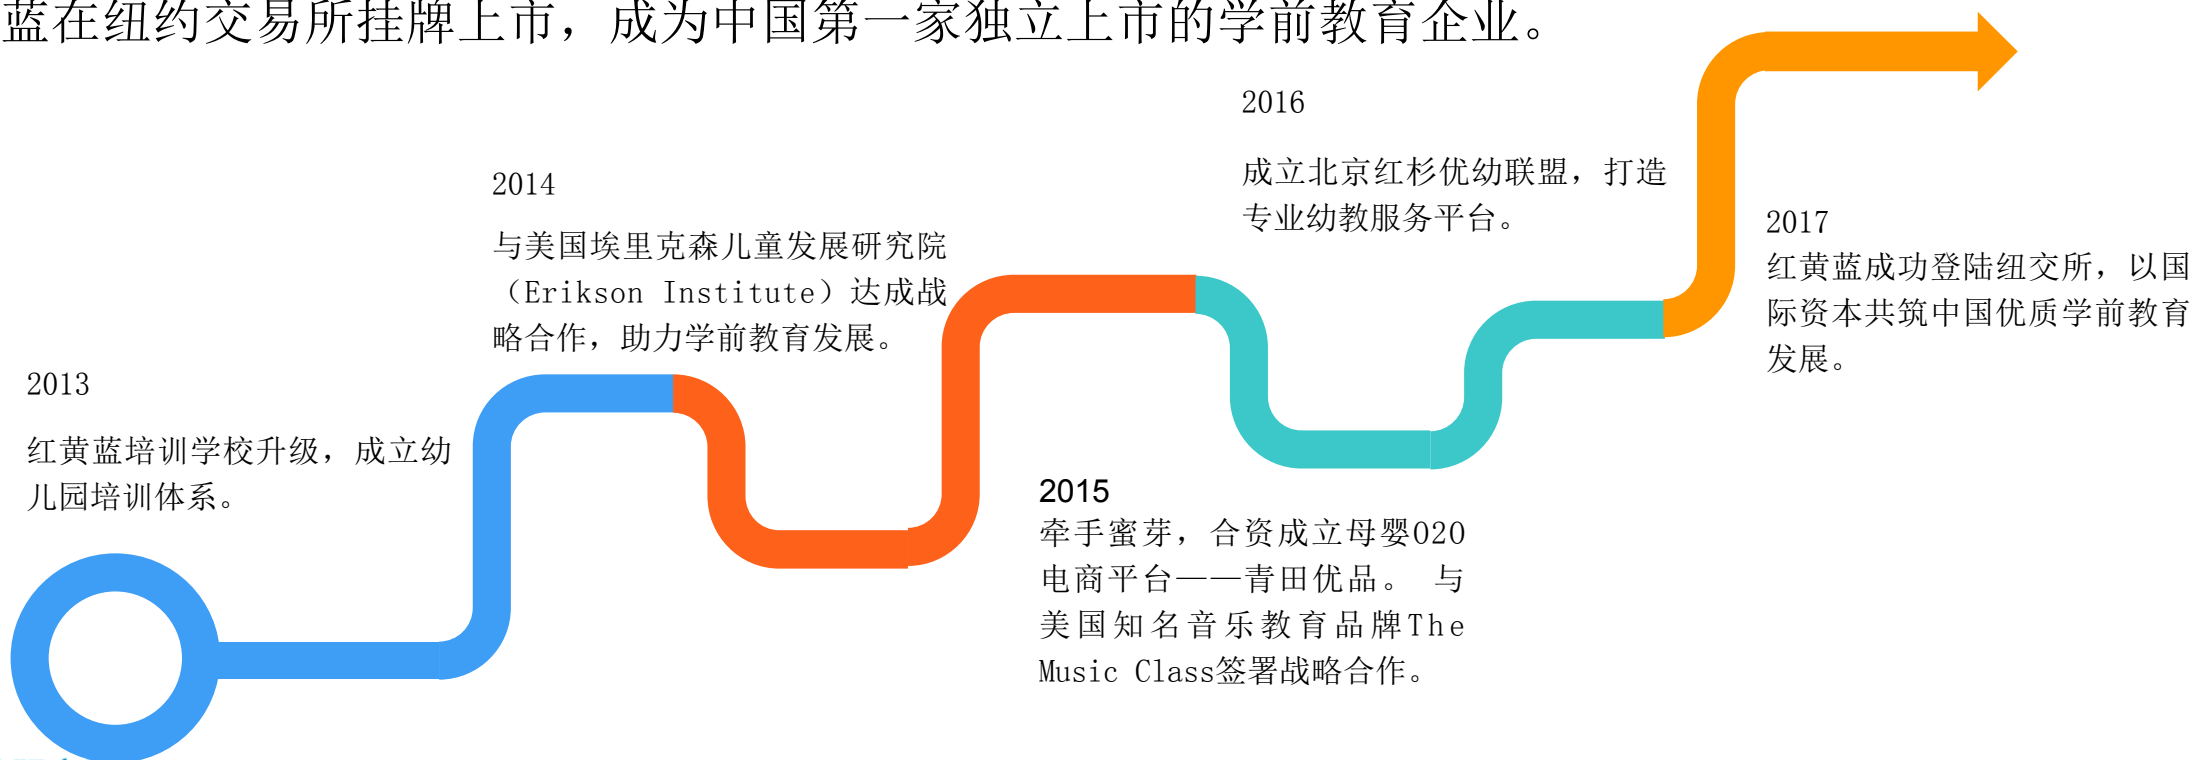 蓝在纽约交易所挂牌上市，成为中国第一家独立上市的学前教育企业。
2013
红黄蓝培训学校升级，成立幼
儿园培训体系。
2014
与美国埃里克森儿童发展研究院
（Erikson Institute）达成战
略合作，助力学前教育发展。
2015
牵手蜜芽，合资成立母婴O2O
电商平台——青田优品。 与
美国知名音乐教育品牌The
Music Class签署战略合作。
2016
成立北京红杉优幼联盟，打造
专业幼教服务平台。
2017
红黄蓝成功登陆纽交所，以国
际资本共筑中国优质学前教育
发展。